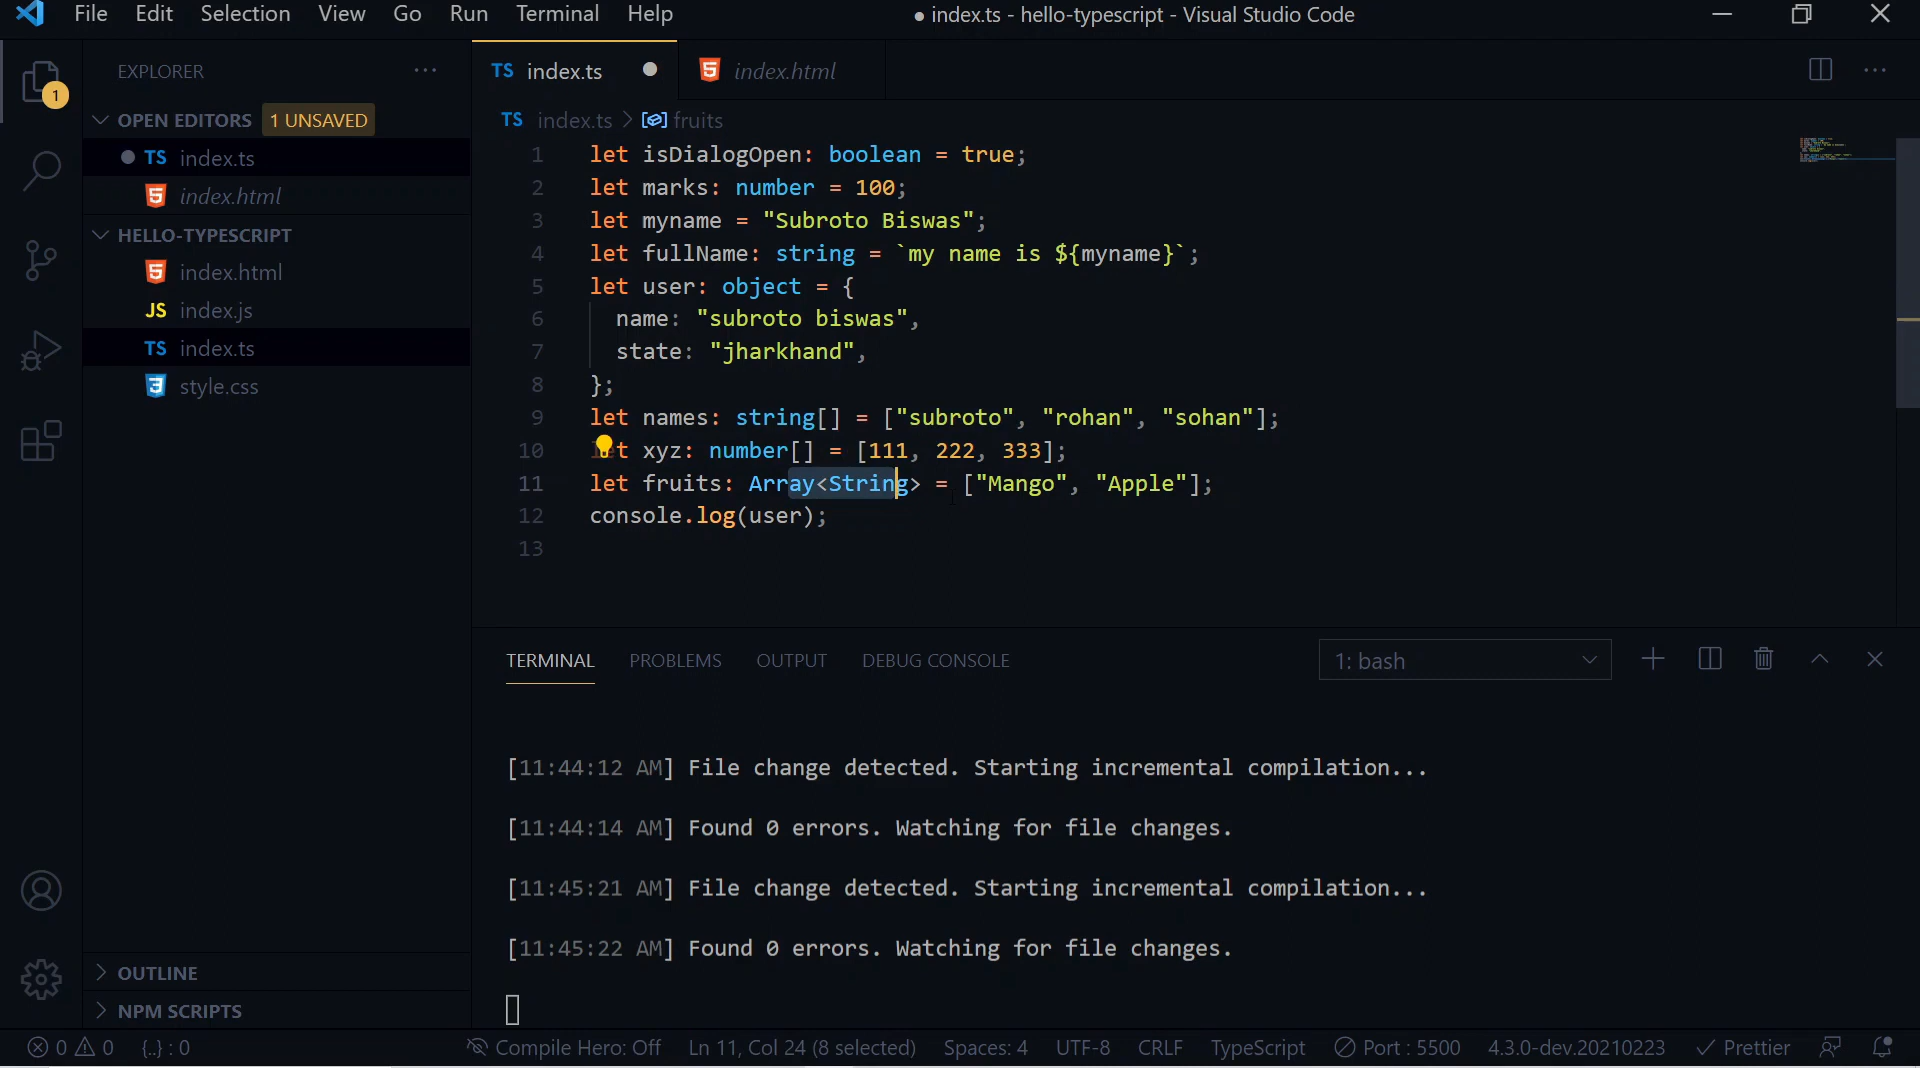 File Edit Selection View Go Run Terminal Help
● index.ts - hello-typescript - Visual Studio Code
1
EXPLORER ···
OPEN EDITORS 1 UNSAVED
● TS index.ts
5 index.html
HELLO-TYPESCRIPT
5 index.html
JS index.js
TS index.ts
3 style.css
OUTLINE
NPM SCRIPTS
TS index.ts ●
5 index.html
···
TS index.ts > fruits
1 let isDialogOpen: boolean = true;
2 let marks: number = 100;
3 let myname = "Subroto Biswas";
4 let fullName: string = `my name is ${myname}`;
5 let user: object = {
6 name: "subroto biswas",
7 state: "jharkhand",
8 };
9 let names: string[] = ["subroto", "rohan", "sohan"];
10 let xyz: number[] = [111, 222, 333];
11 let fruits: Array<String> = ["Mango", "Apple"];
12 console.log(user);
13
TERMINAL PROBLEMS OUTPUT DEBUG CONSOLE
1: bash
[11:44:12 AM] File change detected. Starting incremental compilation...
[11:44:14 AM] Found 0 errors. Watching for file changes.
[11:45:21 AM] File change detected. Starting incremental compilation...
[11:45:22 AM] Found 0 errors. Watching for file changes.
0 0 {..} : 0 Compile Hero: Off Ln 11, Col 24 (8 selected) Spaces: 4 UTF-8 CRLF TypeScript Port : 5500 4.3.0-dev.20210223 Prettier